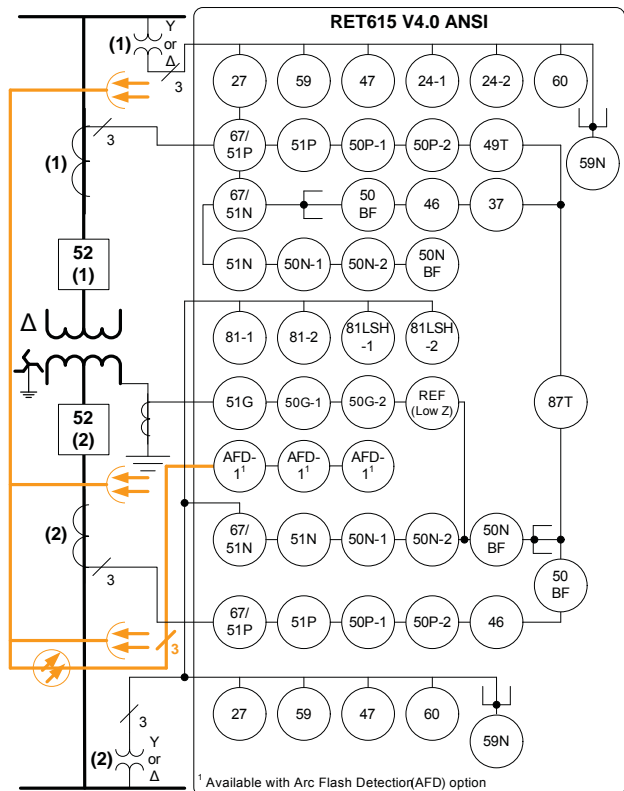 RET615 V4.0 ANSI
(1)
Y
or
Δ
3
27
59
47
24-1
24-2
60
59N
3
(1)
67/
51P
51P
50P-1
50P-2
49T
67/
51N
50
BF
46
37
52
(1)
51N
50N-1
50N-2
50N
BF
Δ
81-1
81-2
81LSH
-1
81LSH
-2
52
(2)
51G
50G-1
50G-2
REF
(Low Z)
87T
AFD-
1¹
AFD-
1¹
AFD-
1¹
(2)
3
67/
51N
51N
50N-1
50N-2
50N
BF
50
BF
67/
51P
51P
50P-1
50P-2
46
3
3
(2)
Y
or
Δ
27
59
47
60
59N
¹ Available with Arc Flash Detection(AFD) option